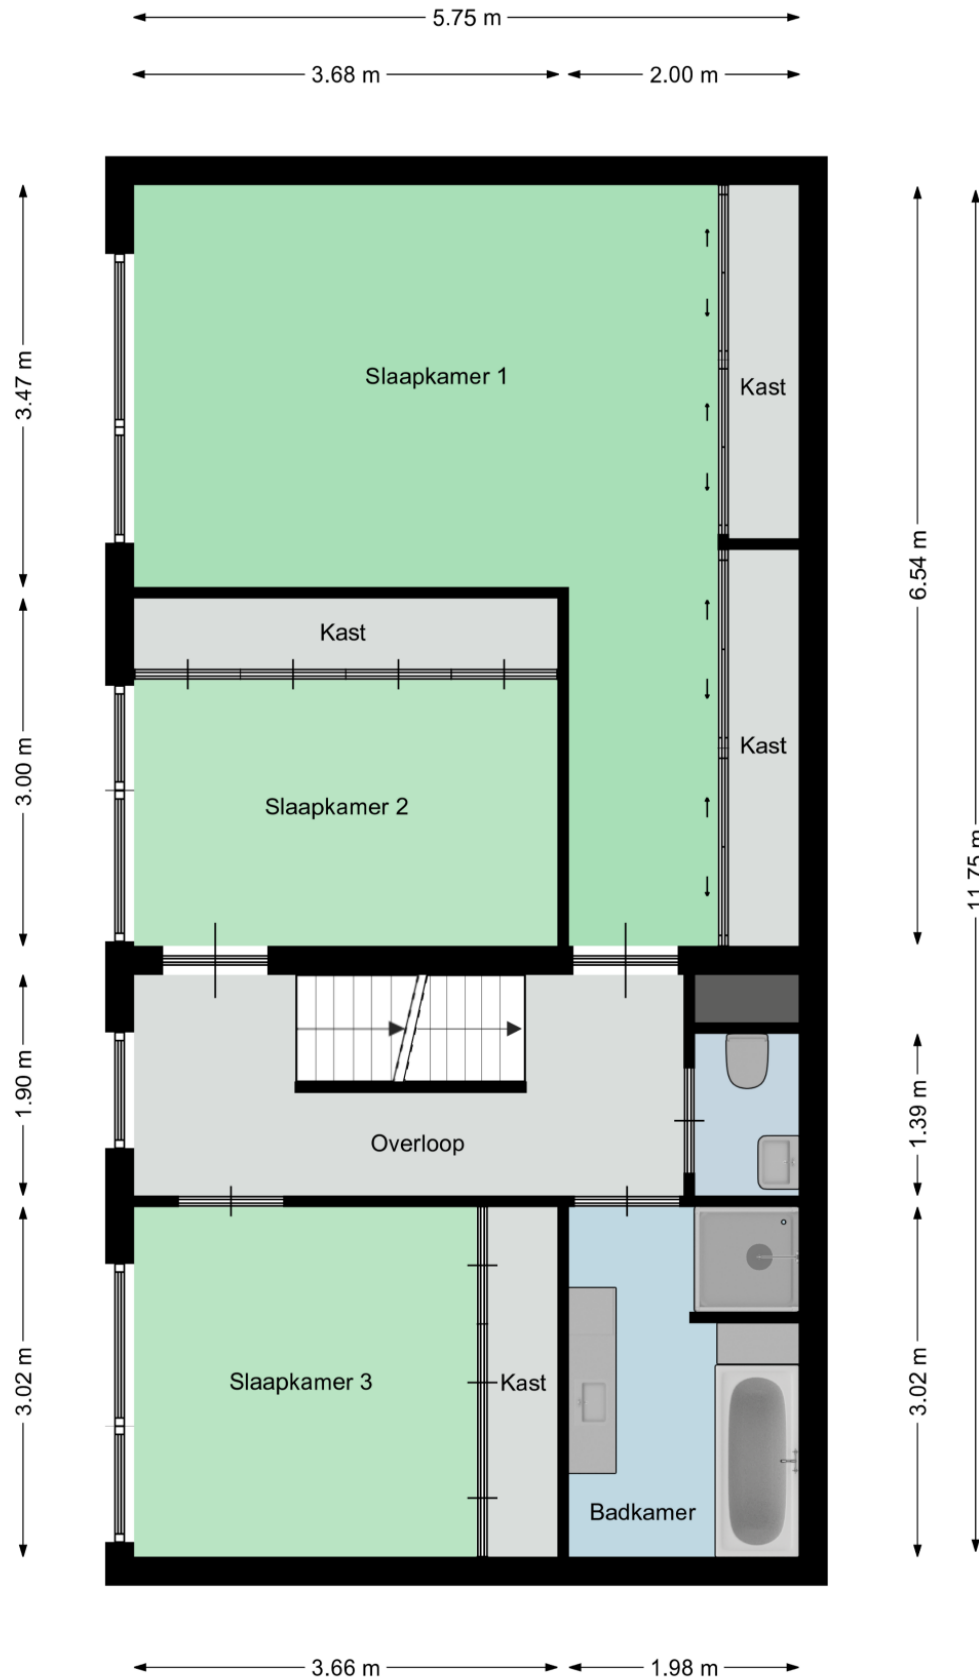 5.75 m
3.68 m
2.00 m
3.47 m
Slaapkamer 1
Kast
6.54 m
Kast
3.00 m
Kast
Slaapkamer 2
11.75 m
1.90 m
Overloop
1.39 m
Slaapkamer 3
Kast
3.02 m
3.02 m
Badkamer
3.66 m
1.98 m